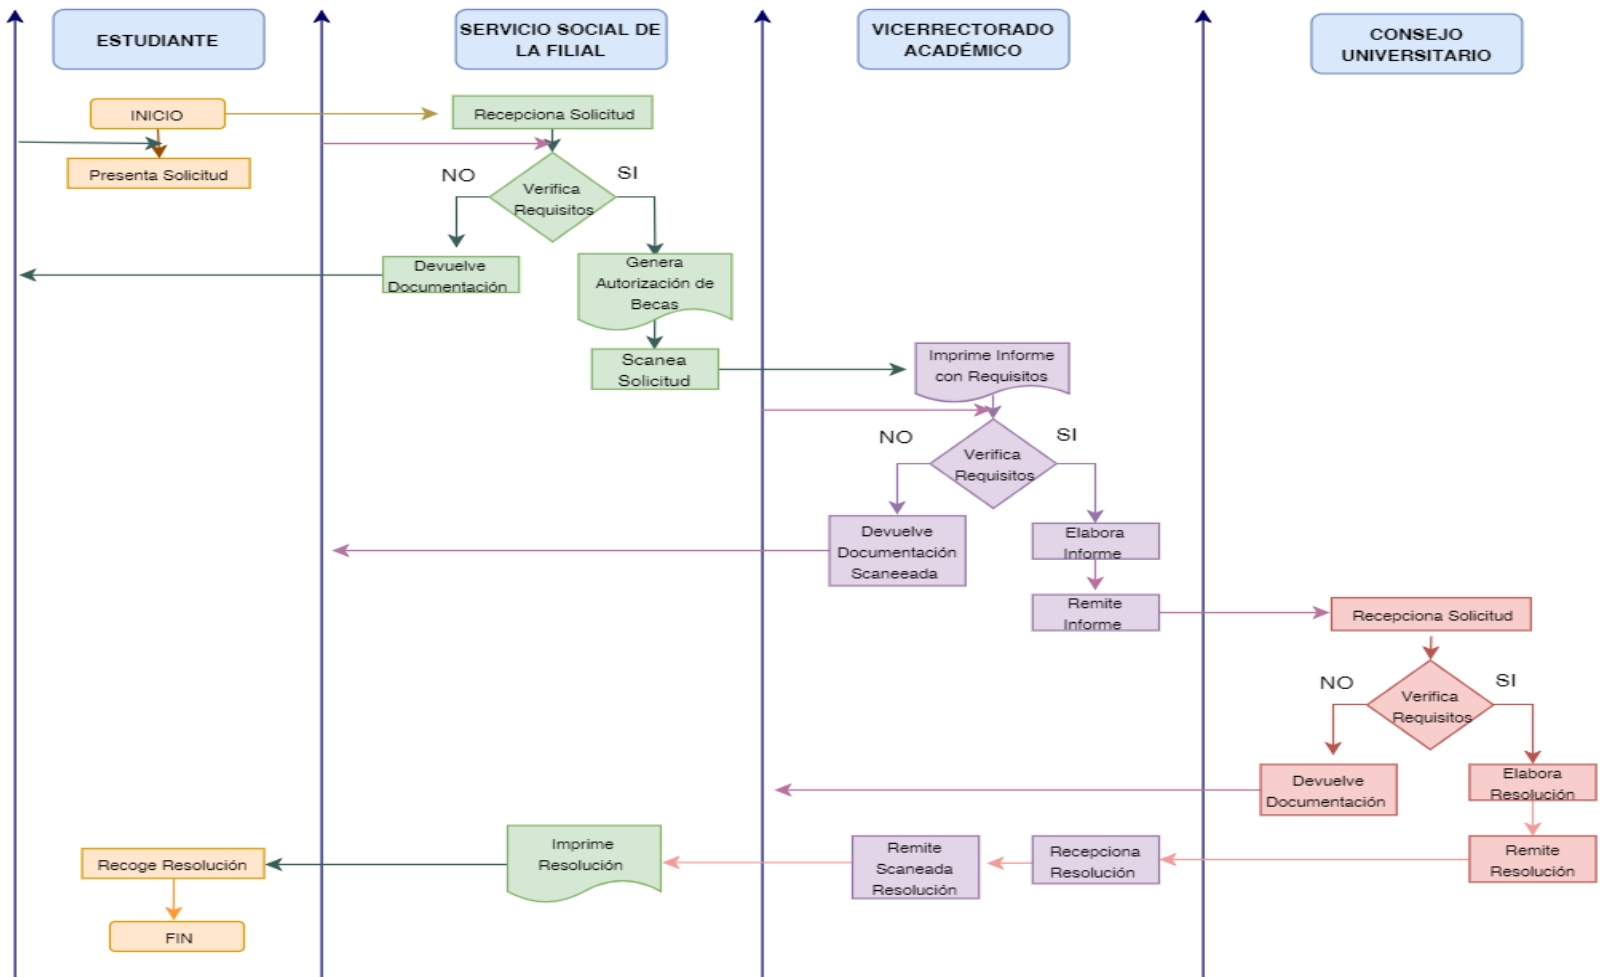 ESTUDIANTE
SERVICIO SOCIAL DE
LA FILIAL
VICERRECTORADO
ACADÉMICO
CONSEJO
UNIVERSITARIO
INICIO
Recepciona Solicitud
Presenta Solicitud
NO
SI
Verifica
Requisitos
Devuelve
Documentación
Genera
Autorización de
Becas
Scanea
Solicitud
Imprime Informe
con Requisitos
NO
SI
Verifica
Requisitos
Devuelve
Documentación
Scaneeada
Elabora
Informe
Remite
Informe
Recepciona Solicitud
NO
SI
Verifica
Requisitos
Devuelve
Documentación
Elabora
Resolución
Remite
Resolución
Recepciona
Resolución
Remite
Scaneada
Resolución
Imprime
Resolución
Recoge Resolución
FIN